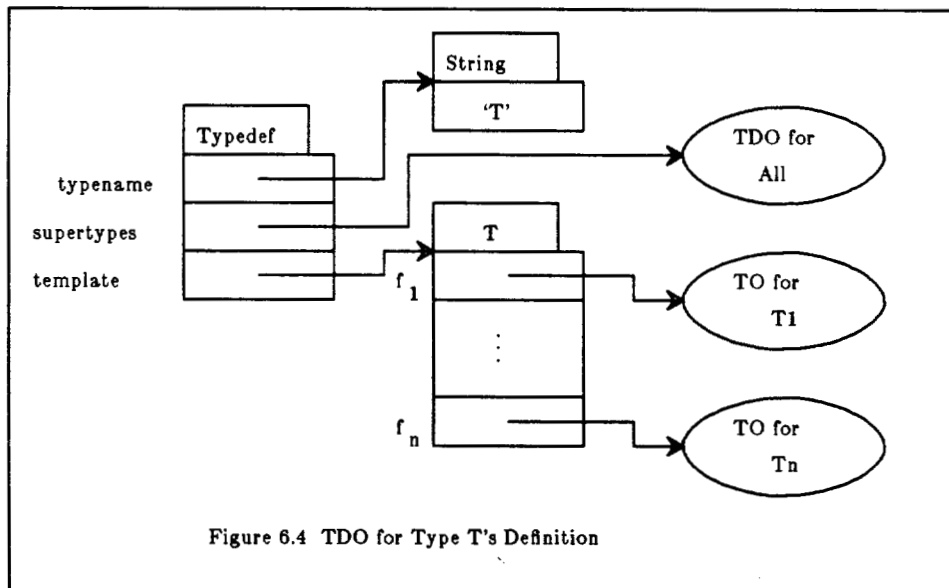 String
'T'
Typedef
TDO for
All
typename
supertypes
T
template
f1
TO for
T1
fn
TO for
Tn
Figure 6.4 TDO for Type T's Definition